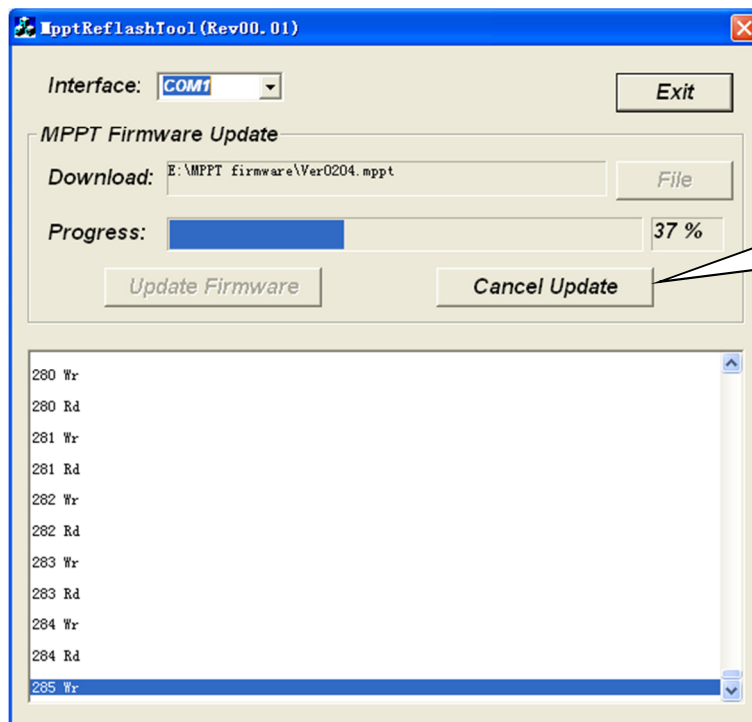 MpptReflashTool(Rev00.01)
Interface: COM1
Exit
MPPT Firmware Update
Download: E:\MPPT firmware\Ver0204.mppt File
Progress: 37 %
Update Firmware Cancel Update
280 Wr
280 Rd
281 Wr
281 Rd
282 Wr
282 Rd
283 Wr
283 Rd
284 Wr
284 Rd
285 Wr